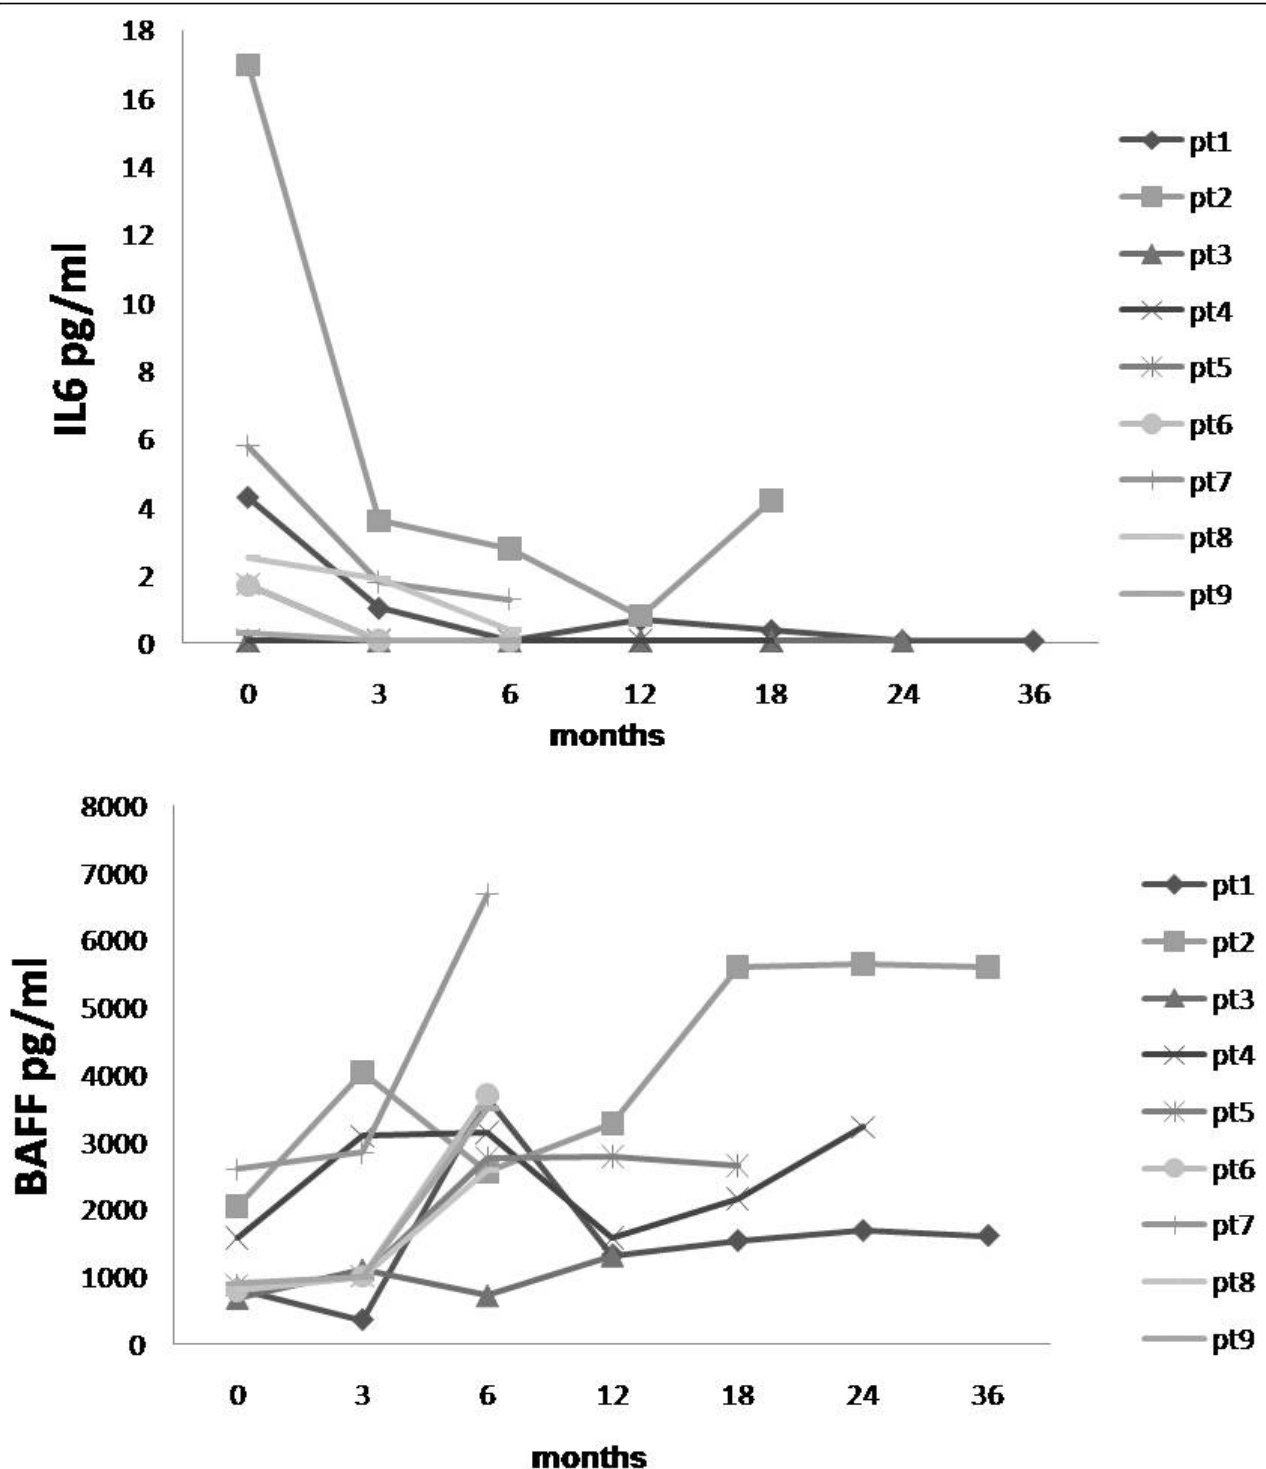 18
16
14
12
10
8
6
4
2
0
IL6 pg/ml
0 3 6 12 18 24 36
months
pt1
pt2
pt3
pt4
pt5
pt6
pt7
pt8
pt9
8000
7000
6000
5000
4000
3000
2000
1000
0
BAFF pg/ml
0 3 6 12 18 24 36
months
pt1
pt2
pt3
pt4
pt5
pt6
pt7
pt8
pt9